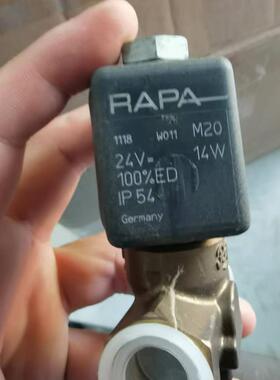 RAPA
1118 W011 M20
24V= 14W
100%ED
IP 54
Germany